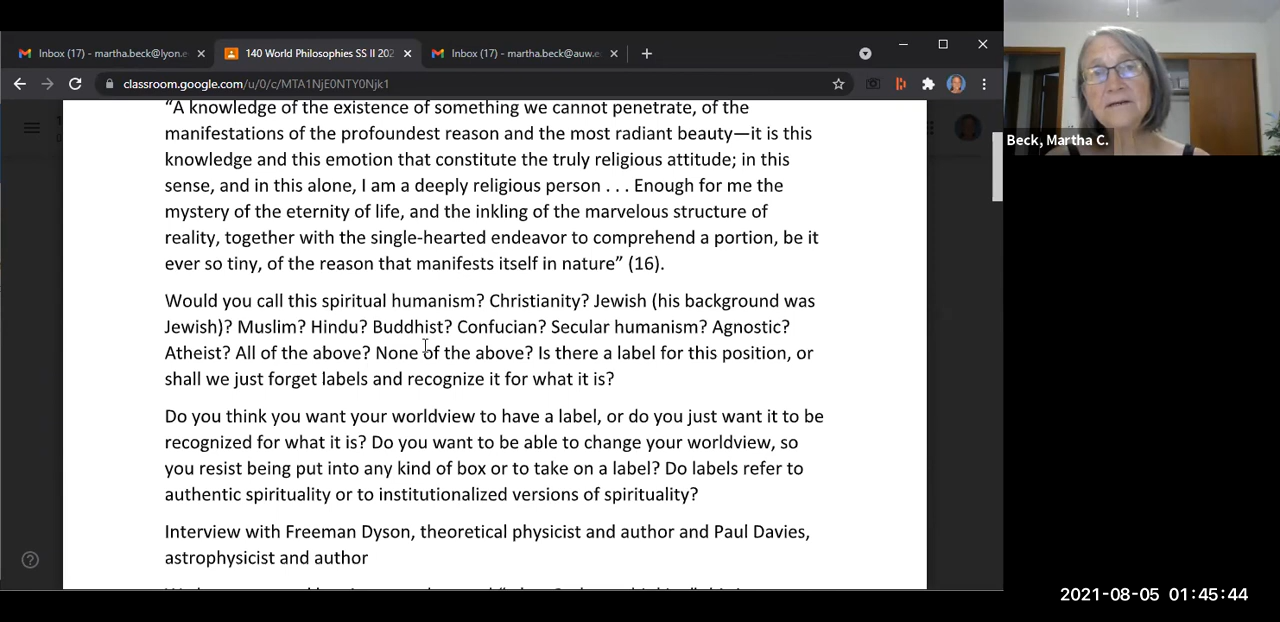 Inbox (17) - martha.beck@lyon.e
140 World Philosophies SS II 202
Inbox (17) - martha.beck@auw.e
classroom.google.com/u/0/c/MTA1NjE0NTY0Njk1
“A knowledge of the existence of something we cannot penetrate, of the
manifestations of the profoundest reason and the most radiant beauty—it is this
knowledge and this emotion that constitute the truly religious attitude; in this
sense, and in this alone, I am a deeply religious person . . . Enough for me the
mystery of the eternity of life, and the inkling of the marvelous structure of
reality, together with the single-hearted endeavor to comprehend a portion, be it
ever so tiny, of the reason that manifests itself in nature” (16).
Would you call this spiritual humanism? Christianity? Jewish (his background was
Jewish)? Muslim? Hindu? Buddhist? Confucian? Secular humanism? Agnostic?
Atheist? All of the above? None of the above? Is there a label for this position, or
shall we just forget labels and recognize it for what it is?
Do you think you want your worldview to have a label, or do you just want it to be
recognized for what it is? Do you want to be able to change your worldview, so
you resist being put into any kind of box or to take on a label? Do labels refer to
authentic spirituality or to institutionalized versions of spirituality?
Interview with Freeman Dyson, theoretical physicist and author and Paul Davies,
astrophysicist and author
Beck, Martha C.
2021-08-05 01:45:44